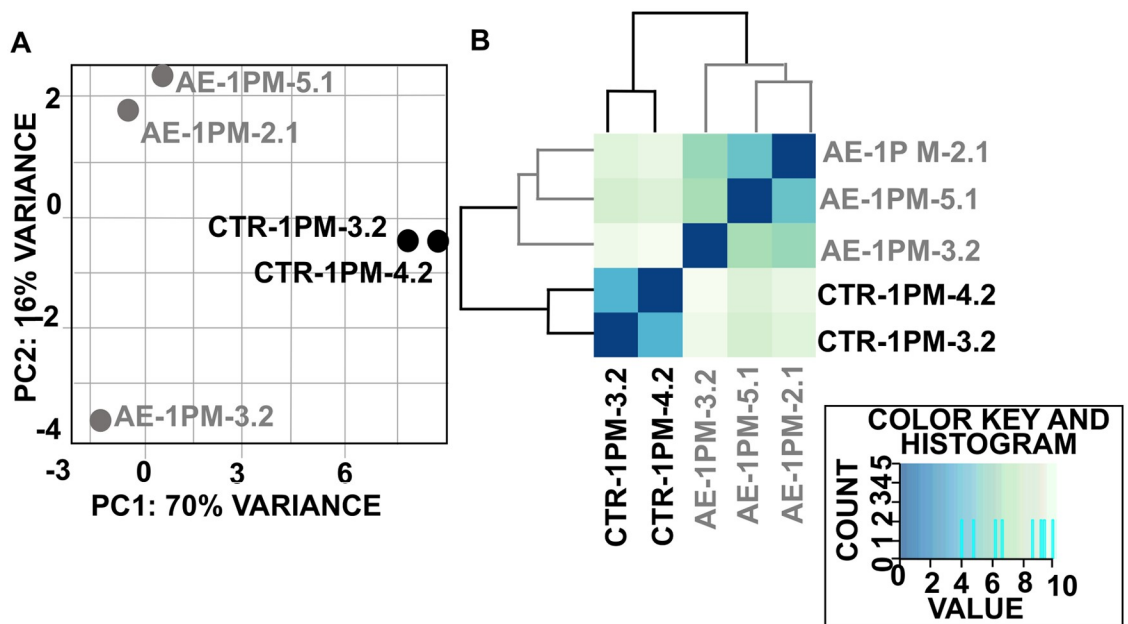 A
B
AE-1PM-5.1
AE-1PM-2.1
CTR-1PM-3.2
CTR-1PM-4.2
AE-1PM-3.2
2
0
-2
-4
PC2: 16% VARIANCE
-3
0
3
6
PC1: 70% VARIANCE
AE-1P M-2.1
AE-1PM-5.1
AE-1PM-3.2
CTR-1PM-4.2
CTR-1PM-3.2
CTR-1PM-3.2
CTR-1PM-4.2
AE-1PM-3.2
AE-1PM-5.1
AE-1PM-2.1
COLOR KEY AND
HISTOGRAM
COUNT
0 1 2 3 4 5
0 2 4 6 8 10
VALUE